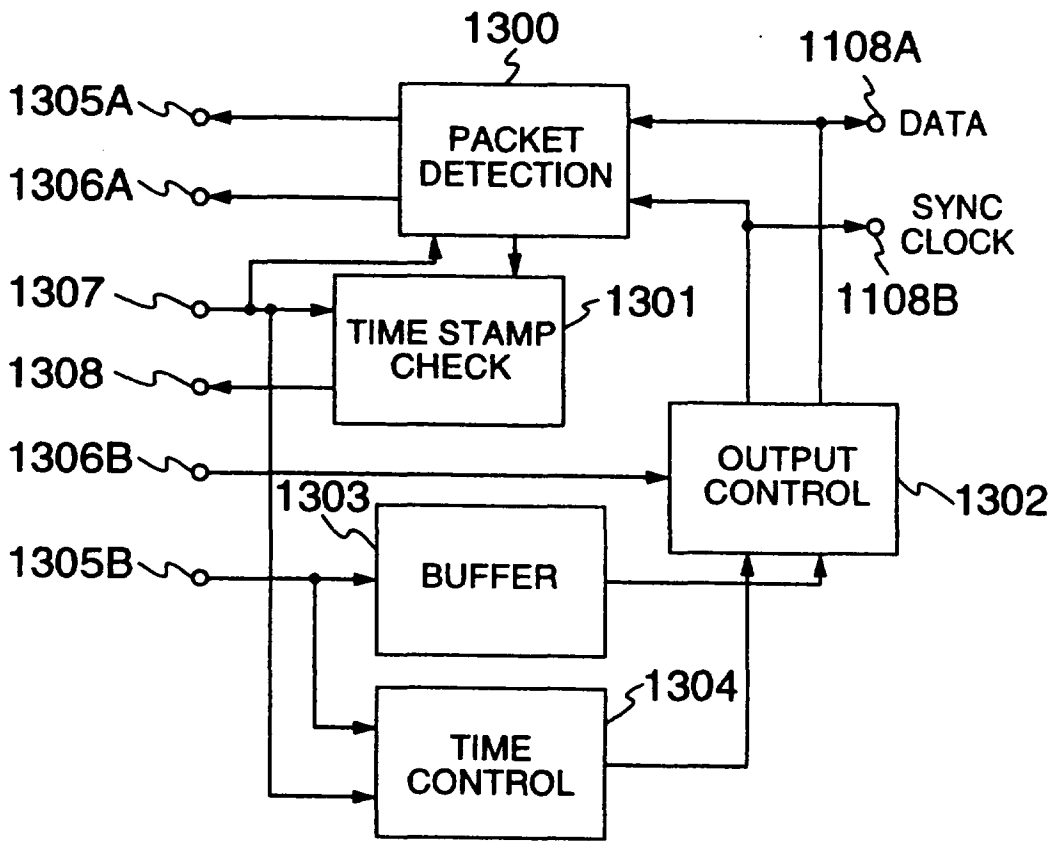 1300
1108A
1305A
PACKET
DETECTION
DATA
1306A
SYNC
CLOCK
1307
1301
1108B
TIME STAMP
CHECK
1308
1306B
OUTPUT
CONTROL
1302
1303
1305B
BUFFER
1304
TIME
CONTROL